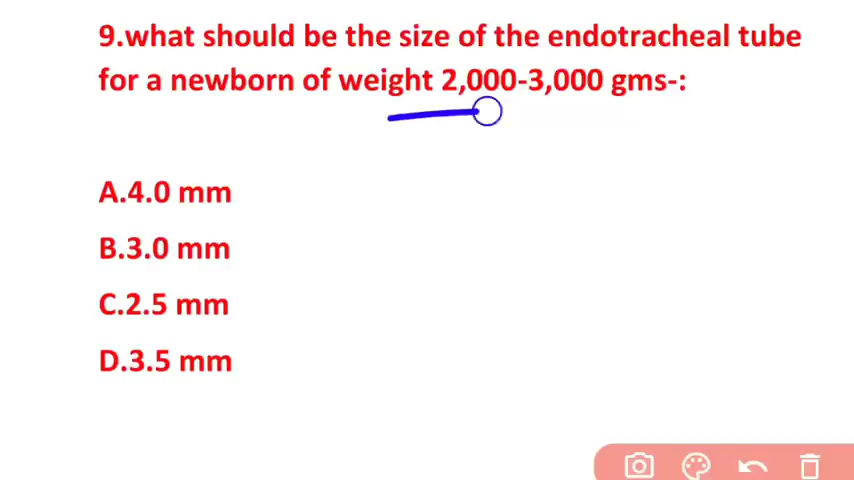 9.what should be the size of the endotracheal tube
for a newborn of weight 2,000-3,000 gms-:
A.4.0 mm
B.3.0 mm
C.2.5 mm
D.3.5 mm